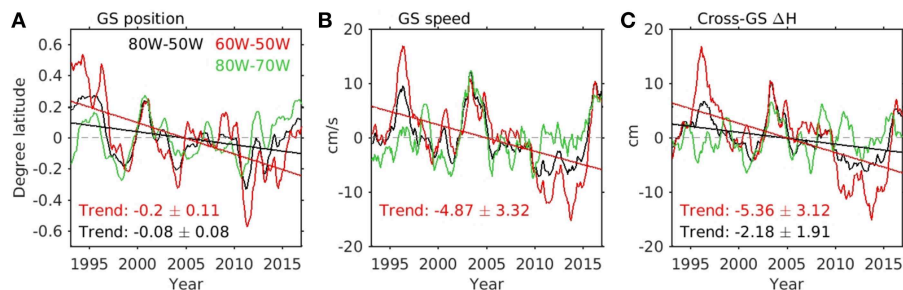 A GS position
80W-50W 60W-50W
80W-70W
Degree latitude
0.6
0.4
0.2
0
-0.2
-0.4
-0.6
Trend: -0.2 ± 0.11
Trend: -0.08 ± 0.08
1995 2000 2005 2010 2015
Year
B GS speed
cm/s
20
10
0
-10
-20
Trend: -4.87 ± 3.32
1995 2000 2005 2010 2015
Year
C Cross-GS ΔH
cm
20
10
0
-10
-20
Trend: -5.36 ± 3.12
Trend: -2.18 ± 1.91
1995 2000 2005 2010 2015
Year